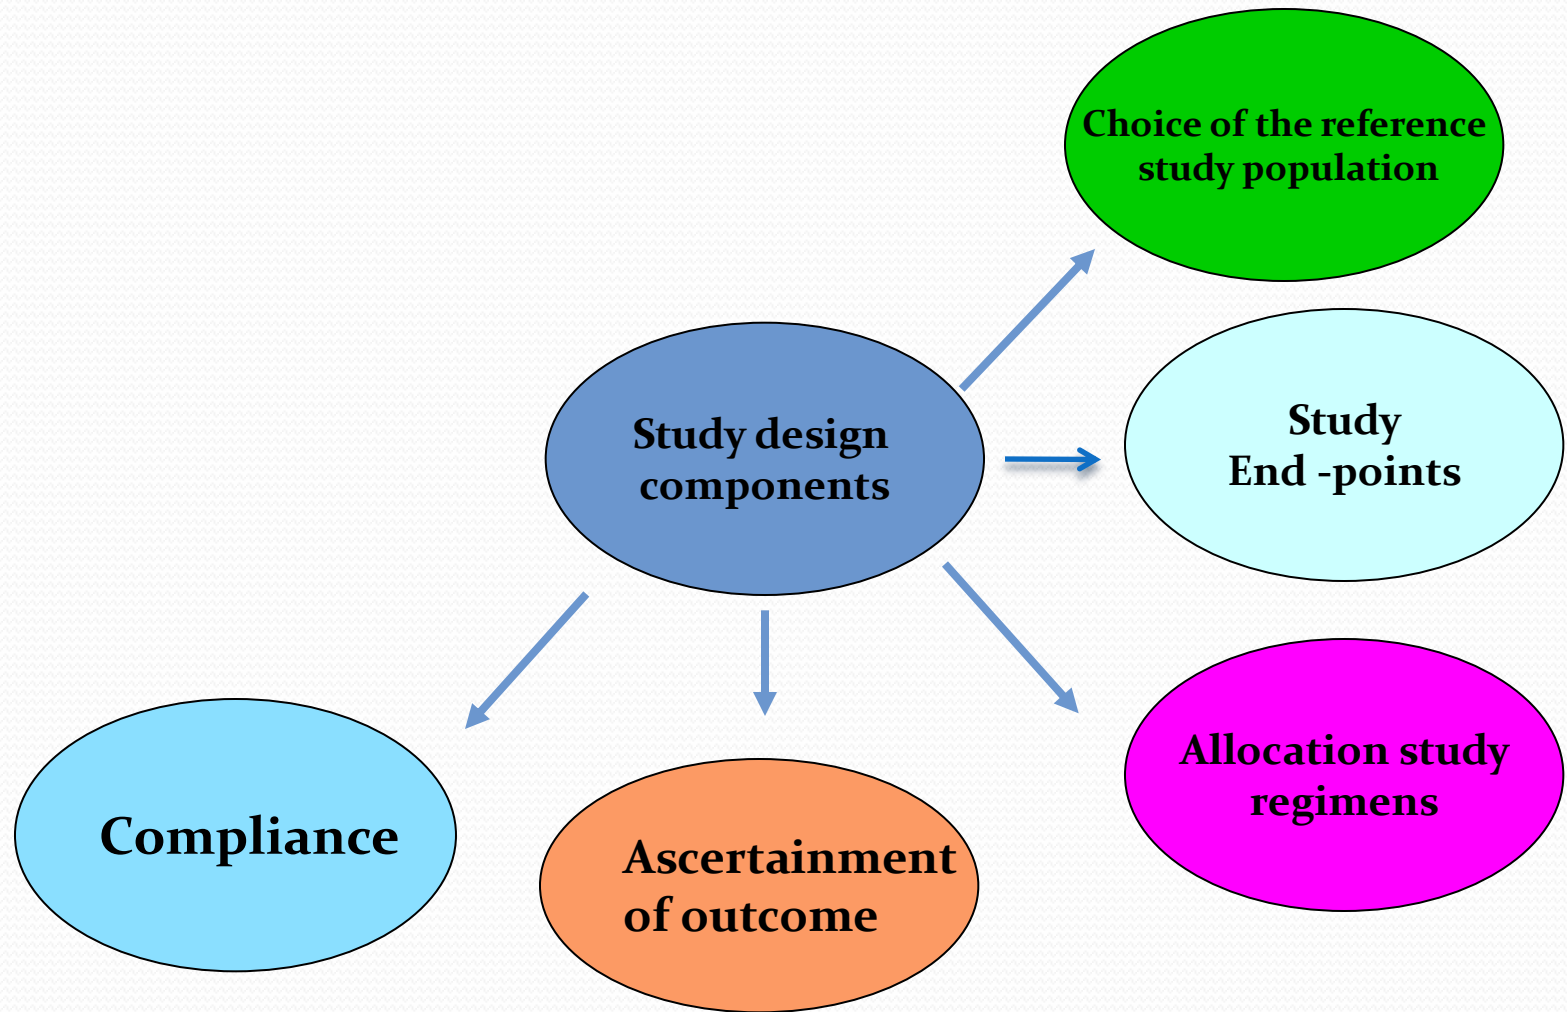 Choice of the reference
study population
Study design
components
Study
End -points
Allocation study
regimens
Compliance
Ascertainment
of outcome